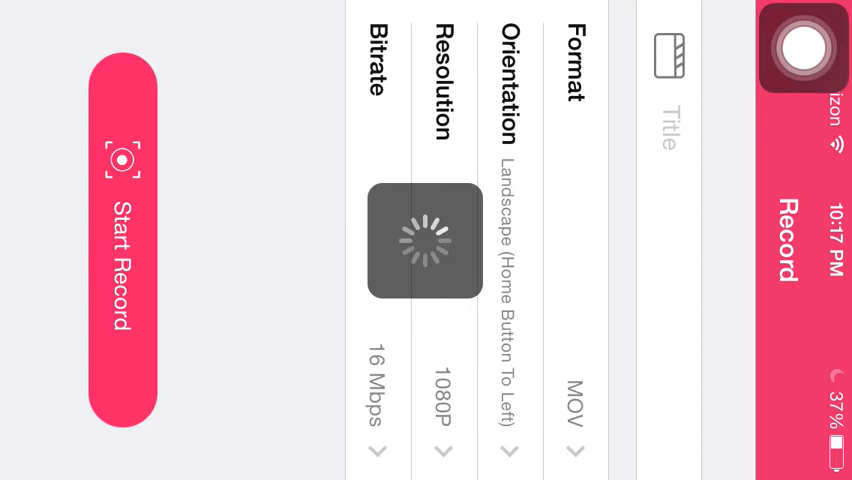 izon 10:17 PM 37%
Record
Title
Format MOV
Orientation Landscape (Home Button To Left)
Resolution 1080P
Bitrate 16 Mbps
Start Record